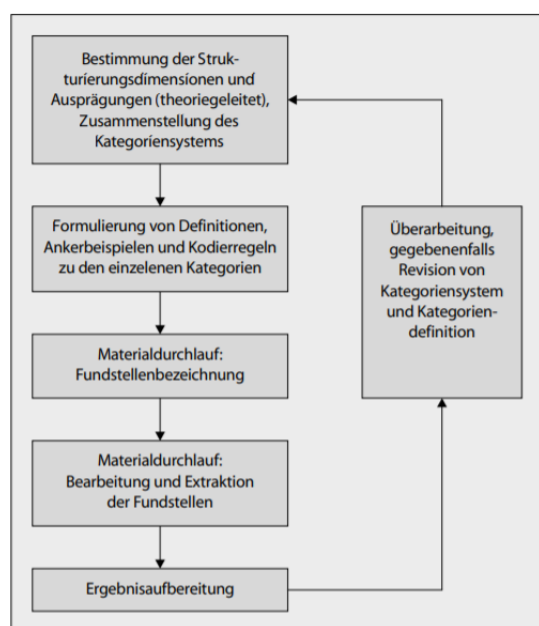 Bestimmung der Struk-
turierungsdimensionen und
Ausprägungen (theoriegeleitet),
Zusammenstellung des
Kategoriensystems
Formulierung von Definitionen,
Ankerbeispielen und Kodierregeln
zu den einzelenen Kategorien
Materialdurchlauf:
Fundstellenbezeichnung
Materialdurchlauf:
Bearbeitung und Extraktion
der Fundstellen
Ergebnisaufbereitung
Überarbeitung,
gegebenenfalls
Revision von
Kategoriensystem
und Kategorien-
definition